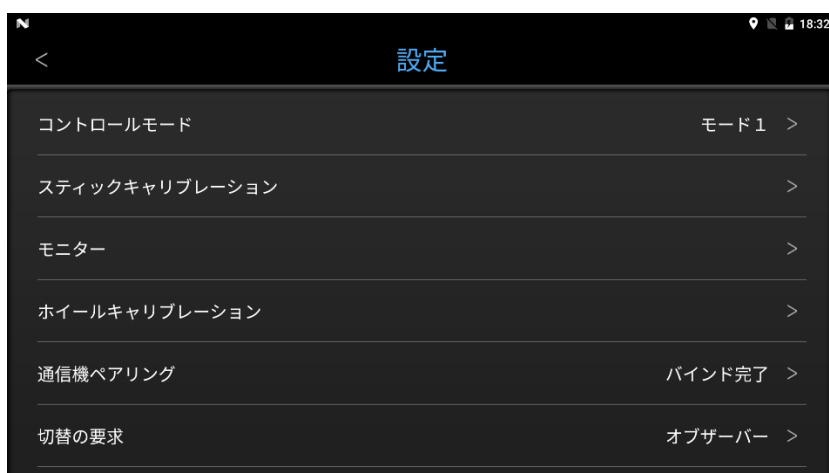 18:32
<
設定
コントロールモード モード１ >
スティックキャリブレーション >
モニター >
ホイールキャリブレーション >
通信機ペアリング バインド完了 >
切替の要求 オブザーバー >